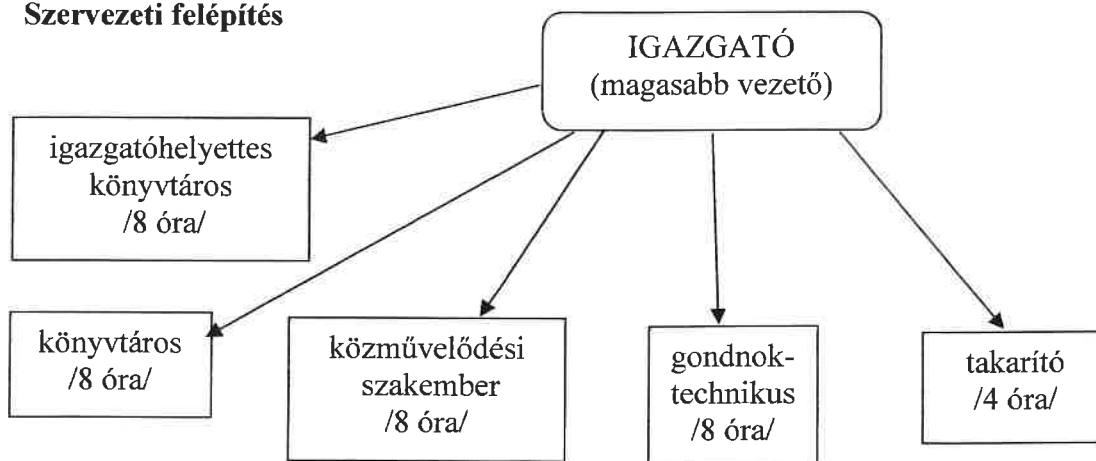 Szervezeti felépítés
IGAZGATÓ
(magasabb vezető)
igazgatóhelyettes
könyvtáros
/8 óra/
könyvtáros
/8 óra/
közművelődési
szakember
/8 óra/
gondnok-
technikus
/8 óra/
takarító
/4 óra/